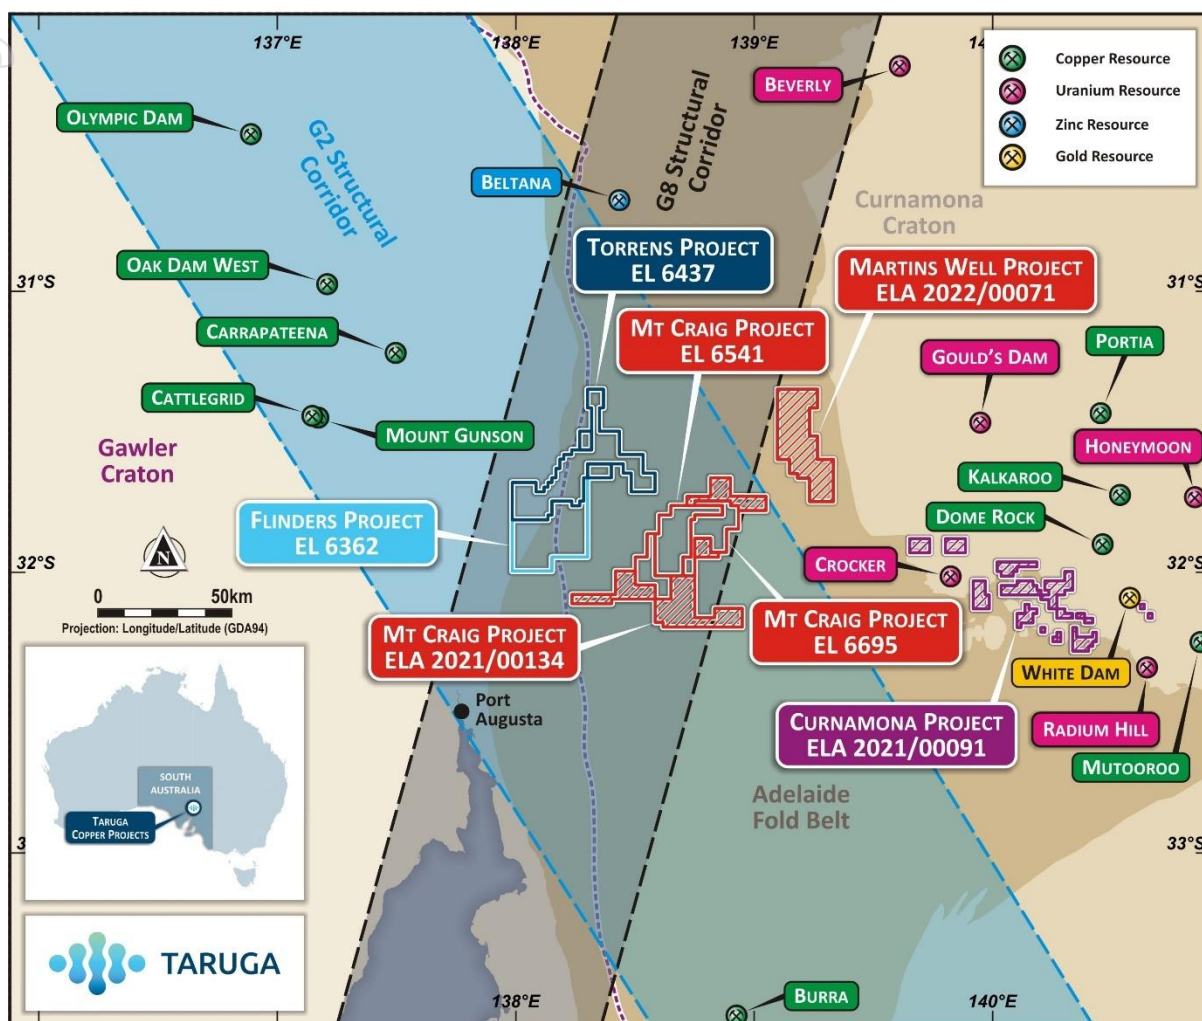 137°E
138°E
139°E
Copper Resource
Uranium Resource
Zinc Resource
Gold Resource
BEVERLY
OLYMPIC DAM
G2 Structural
Corridor
BELTANA
G8 Structural
Corridor
Curnamona
Craton
TORRENS PROJECT
EL 6437
MARTINS WELL PROJECT
ELA 2022/00071
OAK DAM WEST
31°S
31°S
MT CRAIG PROJECT
EL 6541
CARRAPATEENA
GOULD'S DAM
PORTIA
CATTLEGRID
MOUNT GUNSON
Gawler
Craton
HONEYMOON
KALKAROO
FLINDERS PROJECT
EL 6362
DOME ROCK
N
32°S
32°S
CROCKER
0 50km
Projection: Longitude/Latitude (GDA94)
MT CRAIG PROJECT
ELA 2021/00134
MT CRAIG PROJECT
EL 6695
WHITE DAM
Port
Augusta
CURNAMONA PROJECT
ELA 2021/00091
RADIUM HILL
MUTOOROO
SOUTH
AUSTRALIA
TARUGA
COPPER PROJECTS
Adelaide
Fold Belt
33°S
TARUGA
138°E
BURRA
140°E